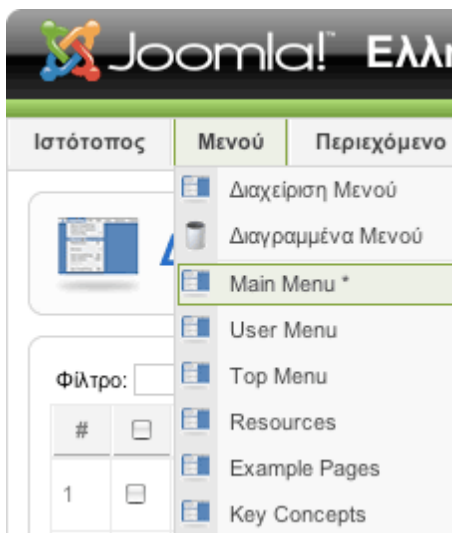 Joomla!™
Ιστότοπος Μενού Περιεχόμενο
Διαχείριση Μενού
Διαγραμμένα Μενού
Main Menu *
User Menu
Φίλτρο:
Top Menu
#
Resources
Example Pages
1
Key Concepts